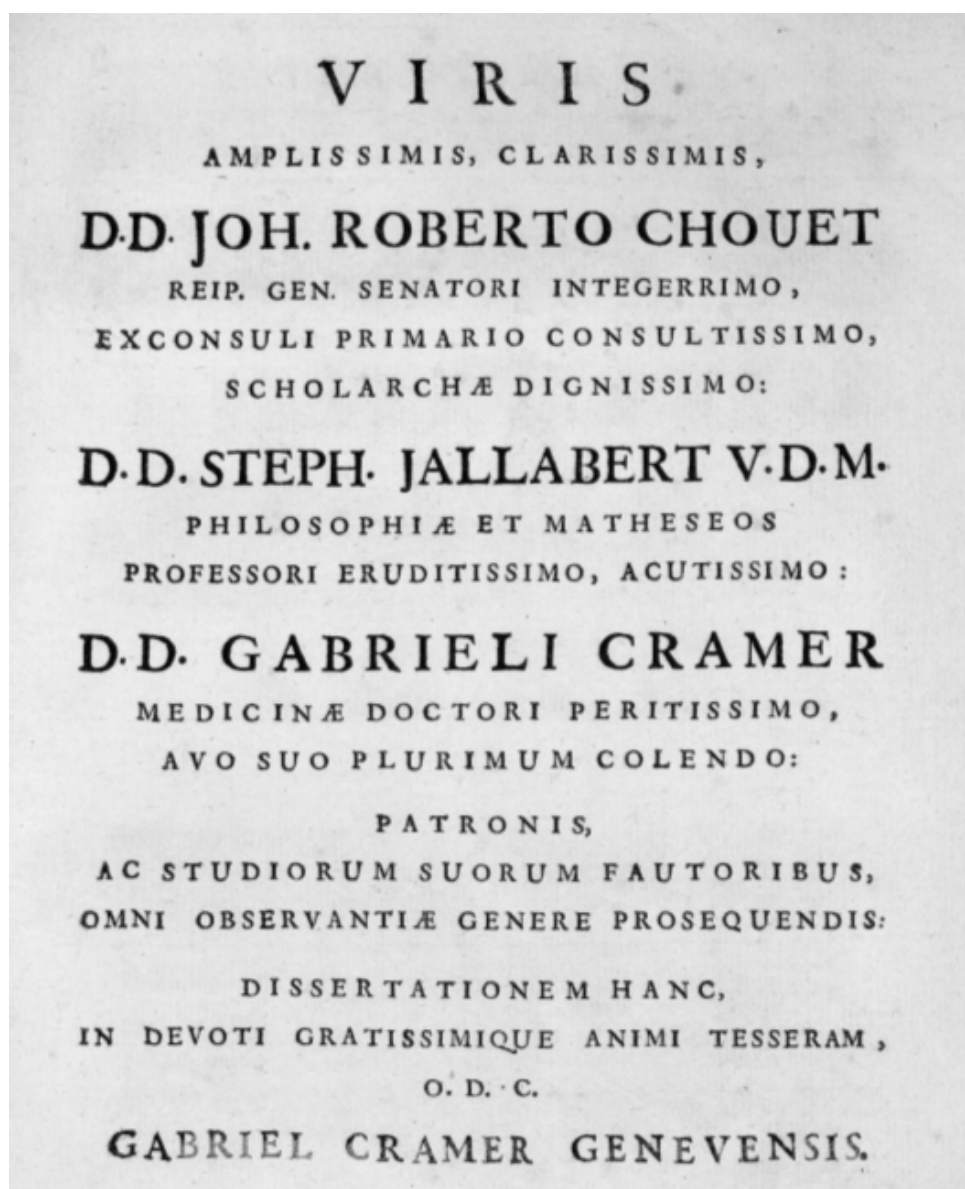 VIRIS
AMPLISSIMIS, CLARISSIMIS,
D.D. JOH. ROBERTO CHOUET
REIP. GEN. SENATORI INTEGERRIMO,
EXCONSULI PRIMARIO CONSULTISSIMO,
SCHOLARCHÆ DIGNISSIMO:
D.D. STEPH. JALLABERT V.D.M.
PHILOSOPHIÆ ET MATHESEOS
PROFESSORI ERUDITISSIMO, ACUTISSIMO:
D.D. GABRIELI CRAMER
MEDICINÆ DOCTORI PERITISSIMO,
AVO SUO PLURIMUM COLENDO:
PATRONIS,
AC STUDIORUM SUORUM FAUTORIBUS,
OMNI OBSERVANTIÆ GENERE PROSEQUENDIS:
DISSERTATIONEM HANC,
IN DEVOTI GRATISSIMIQUE ANIMI TESSERAM,
O. D. C.
GABRIEL CRAMER GENEVENSIS.